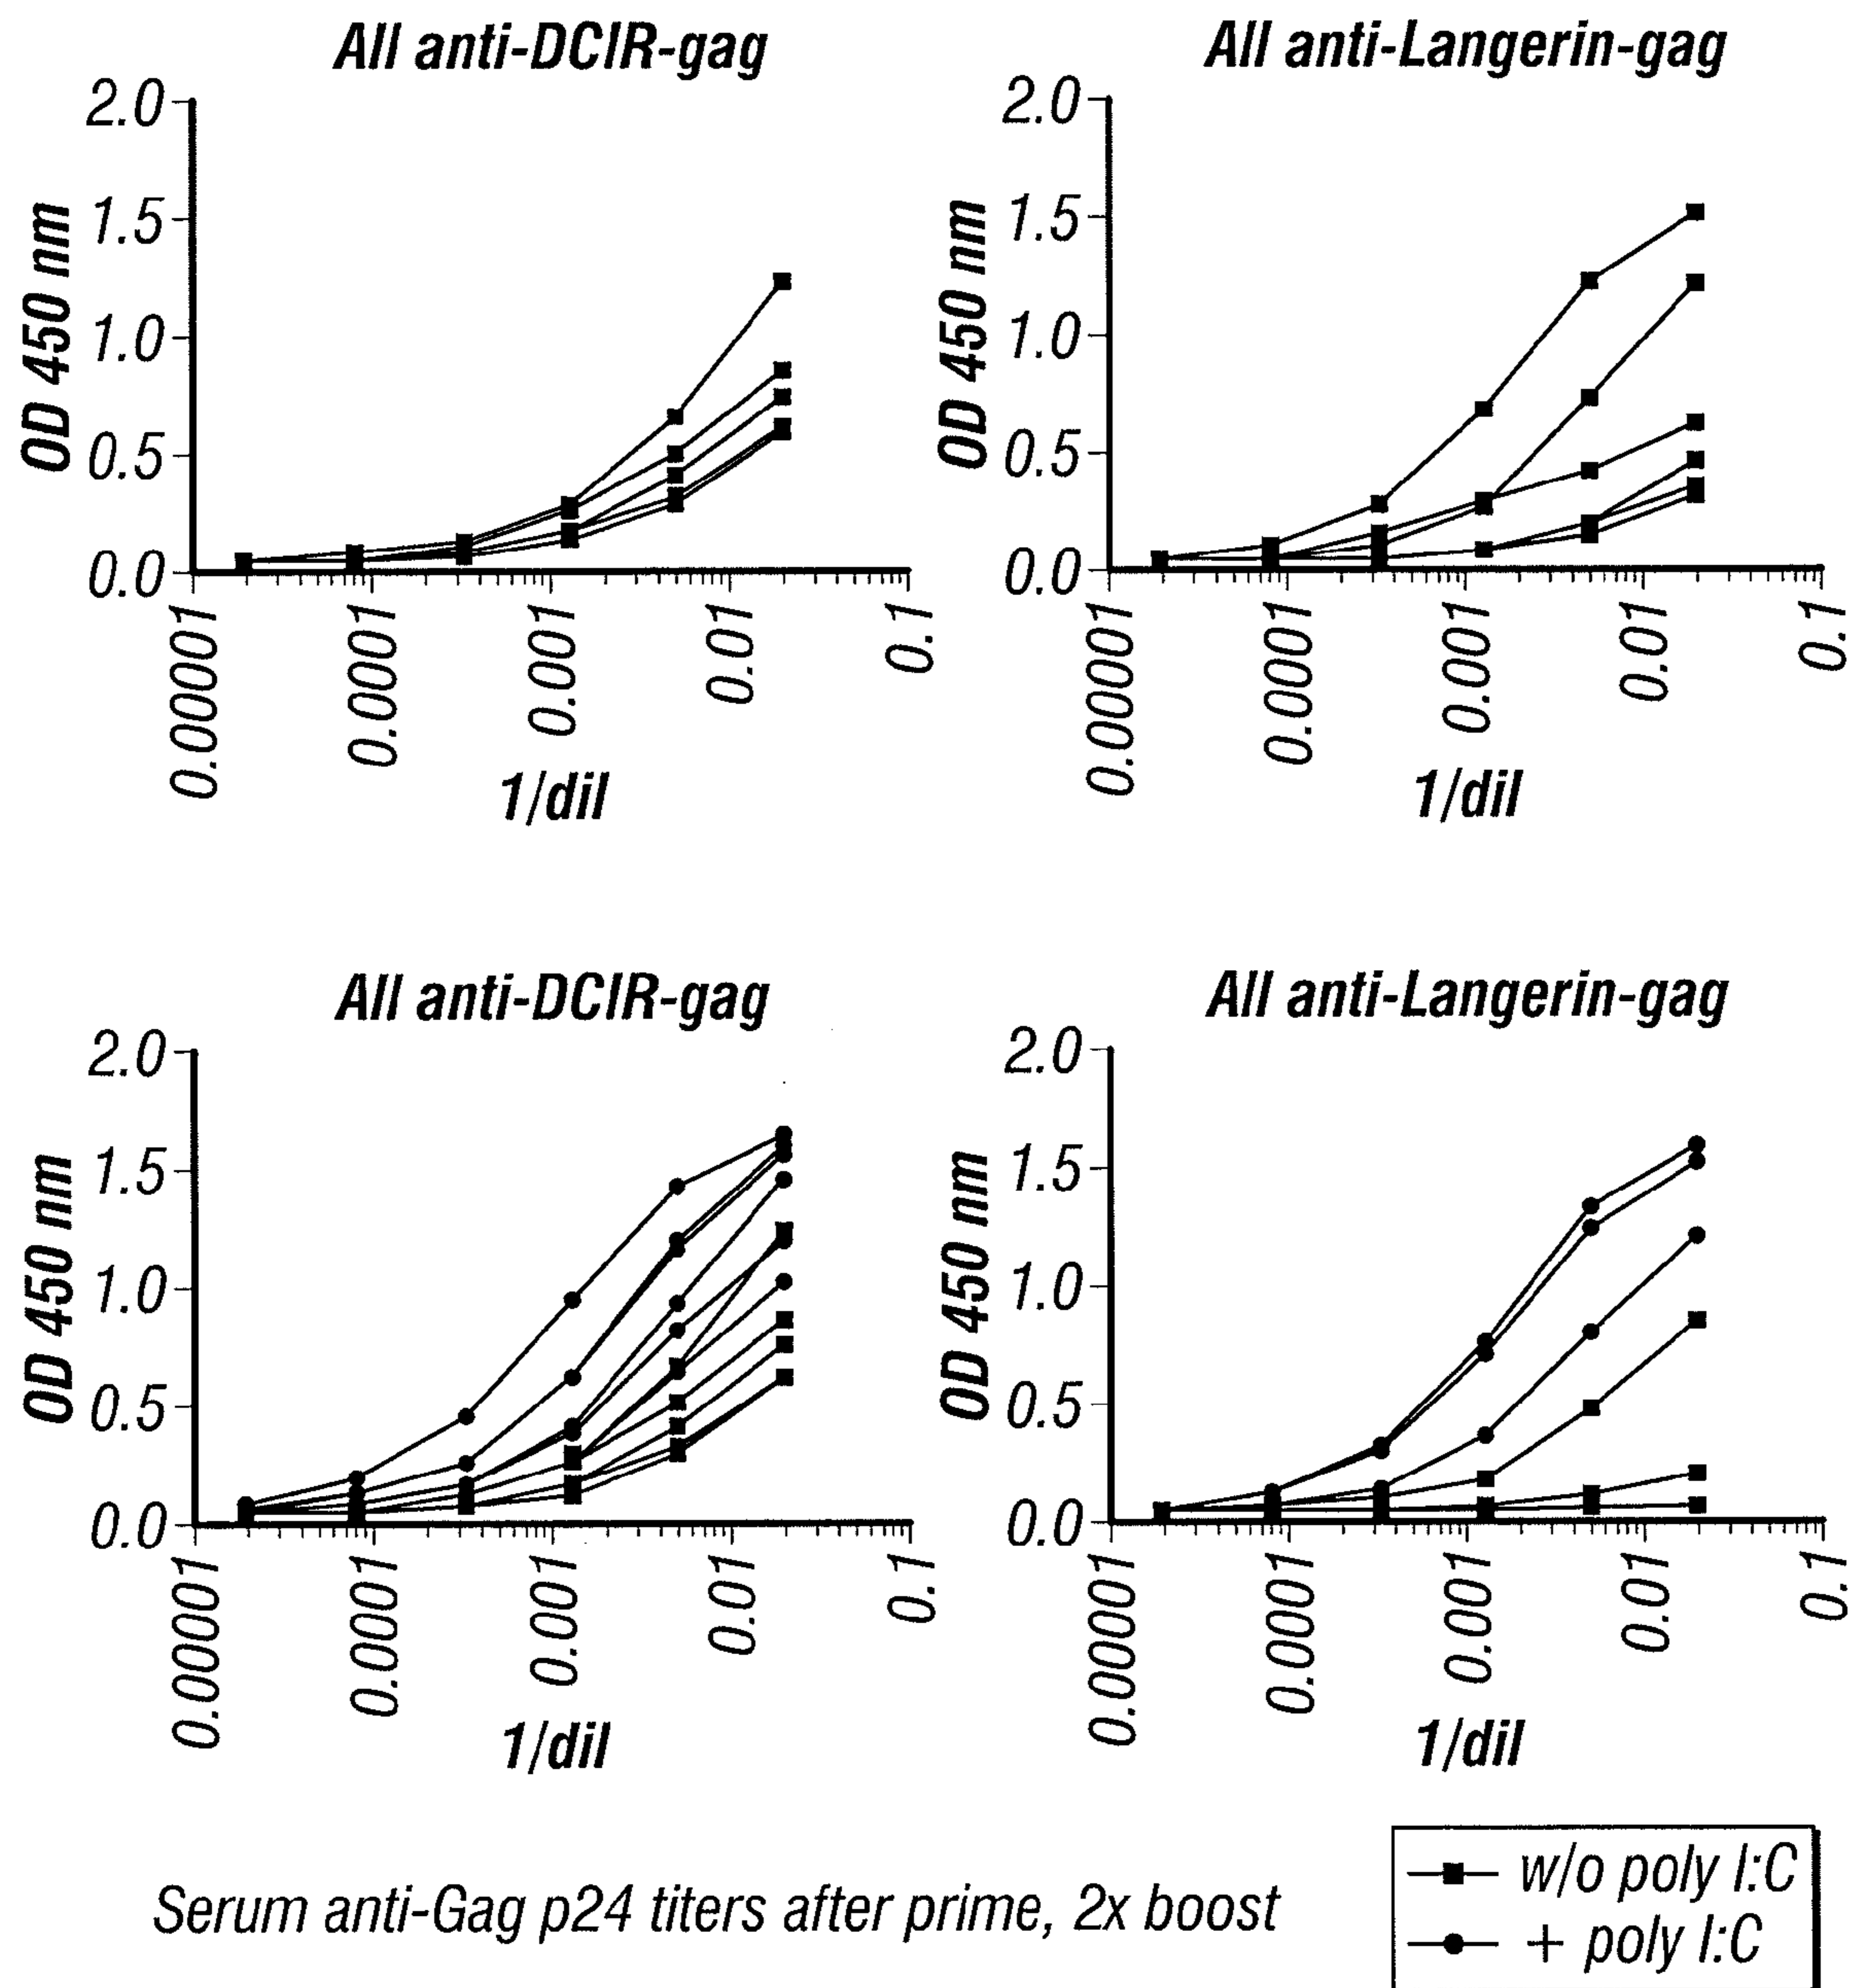 All anti-DCIR-gag
2.0
1.5
1.0
0.5
0.0
OD 450 nm
0.00001
0.0001
0.001
0.01
0.1
1/dil
All anti-Langerin-gag
2.0
1.5
1.0
0.5
0.0
OD 450 nm
0.00001
0.0001
0.001
0.01
0.1
1/dil
All anti-DCIR-gag
2.0
1.5
1.0
0.5
0.0
OD 450 nm
0.00001
0.0001
0.001
0.01
0.1
1/dil
All anti-Langerin-gag
2.0
1.5
1.0
0.5
0.0
OD 450 nm
0.00001
0.0001
0.001
0.01
0.1
1/dil
Serum anti-Gag p24 titers after prime, 2x boost
w/o poly I:C
+ poly I:C